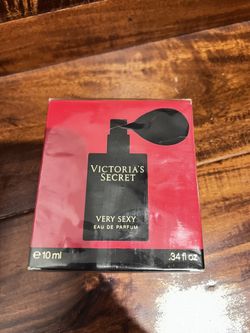 VICTORIA'S
SECRET
VERY SEXY
EAU DE PARFUM
℮ 10 ml .34 fl oz